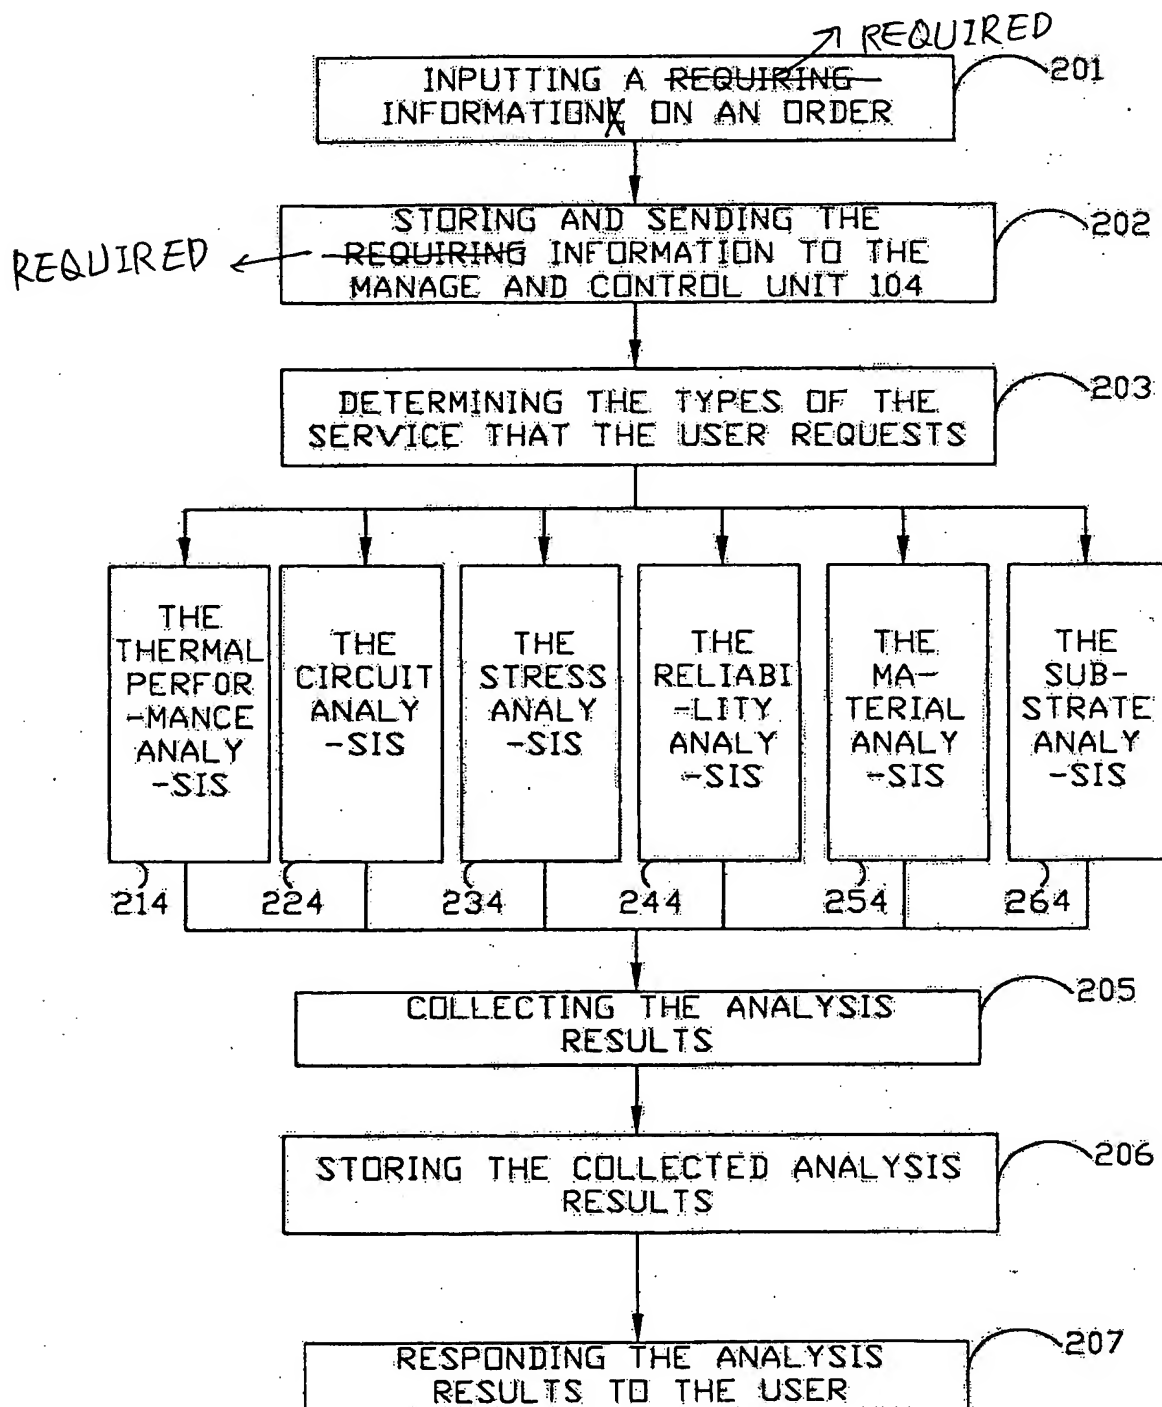 REQUIRED
INPUTTING A REQUIRING
INFORMATION ON AN ORDER
201
STORING AND SENDING THE
REQUIRED
REQUIRING INFORMATION TO THE
MANAGE AND CONTROL UNIT 104
202
DETERMINING THE TYPES OF THE
SERVICE THAT THE USER REQUESTS
203
THE
THERMAL
PERFOR
-MANCE
ANALY
-SIS
214
THE
CIRCUIT
ANALY
-SIS
224
THE
STRESS
ANALY
-SIS
234
THE
RELIABI
-LITY
ANALY
-SIS
244
THE
MA-
TERIAL
ANALY
-SIS
254
THE
SUB-
STRATE
ANALY
-SIS
264
COLLECTING THE ANALYSIS
RESULTS
205
STORING THE COLLECTED ANALYSIS
RESULTS
206
RESPONDING THE ANALYSIS
RESULTS TO THE USER
207